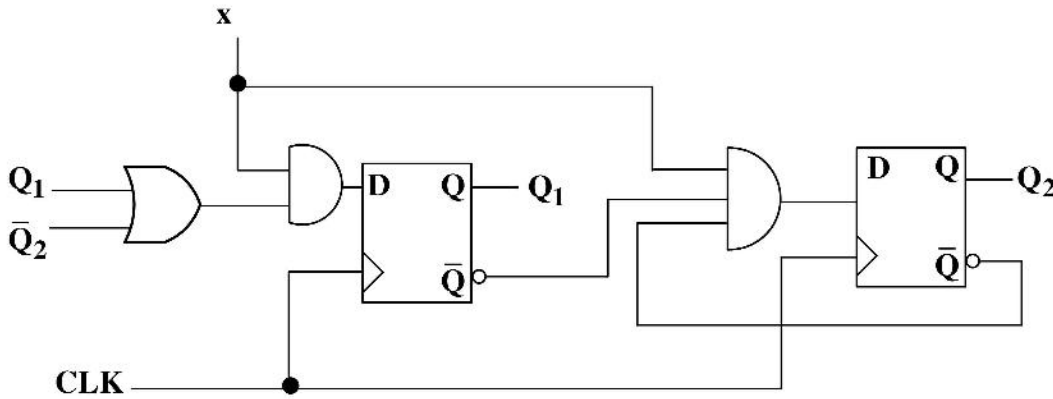 x
Q₁
Q̅₂
D Q Q₁
Q̅
D Q Q₂
Q̅
CLK